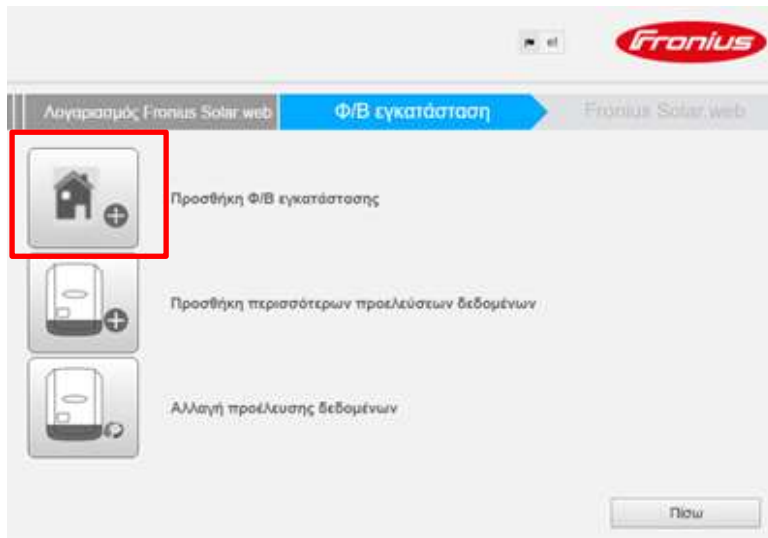 el
Fronius
Λογαριασμός Fronius Solar web
Φ/Β εγκατάσταση
Fronius Solar.web
Προσθήκη Φ/Β εγκατάστασης
Προσθήκη περισσότερων προελεύσεων δεδομένων
Αλλαγή προέλευσης δεδομένων
Πίσω